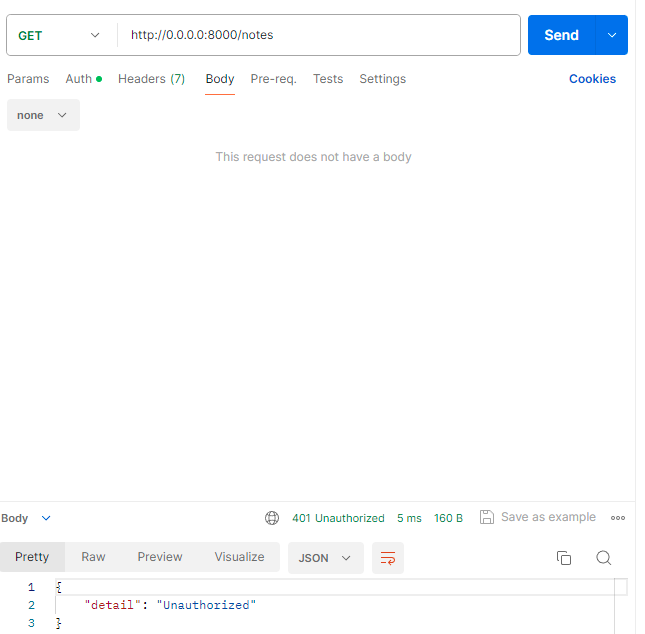 GET http://0.0.0.0:8000/notes Send
Params Auth Headers (7) Body Pre-req. Tests Settings Cookies
none
This request does not have a body
Body 401 Unauthorized 5 ms 160 B Save as example
Pretty Raw Preview Visualize JSON
1 {
2 "detail": "Unauthorized"
3 }